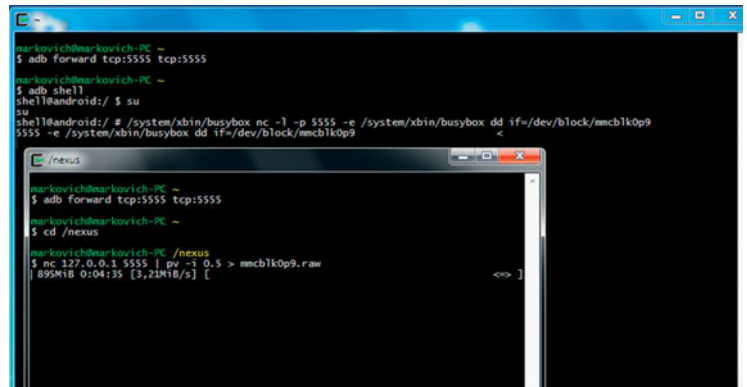 ~
markovich@markovich-PC ~
$ adb forward tcp:5555 tcp:5555
markovich@markovich-PC ~
$ adb shell
shell@android:/ $ su
su
shell@android:/ # /system/xbin/busybox nc -l -p 5555 -e /system/xbin/busybox dd if=/dev/block/mmcblk0p9
5555 -e /system/xbin/busybox dd if=/dev/block/mmcblk0p9 <
/nexus
markovich@markovich-PC ~
$ adb forward tcp:5555 tcp:5555
markovich@markovich-PC ~
$ cd /nexus
markovich@markovich-PC /nexus
$ nc 127.0.0.1 5555 | pv -i 0.5 > mmcblk0p9.raw
| 895MiB 0:04:35 [3,21MiB/s] [ <=> ]